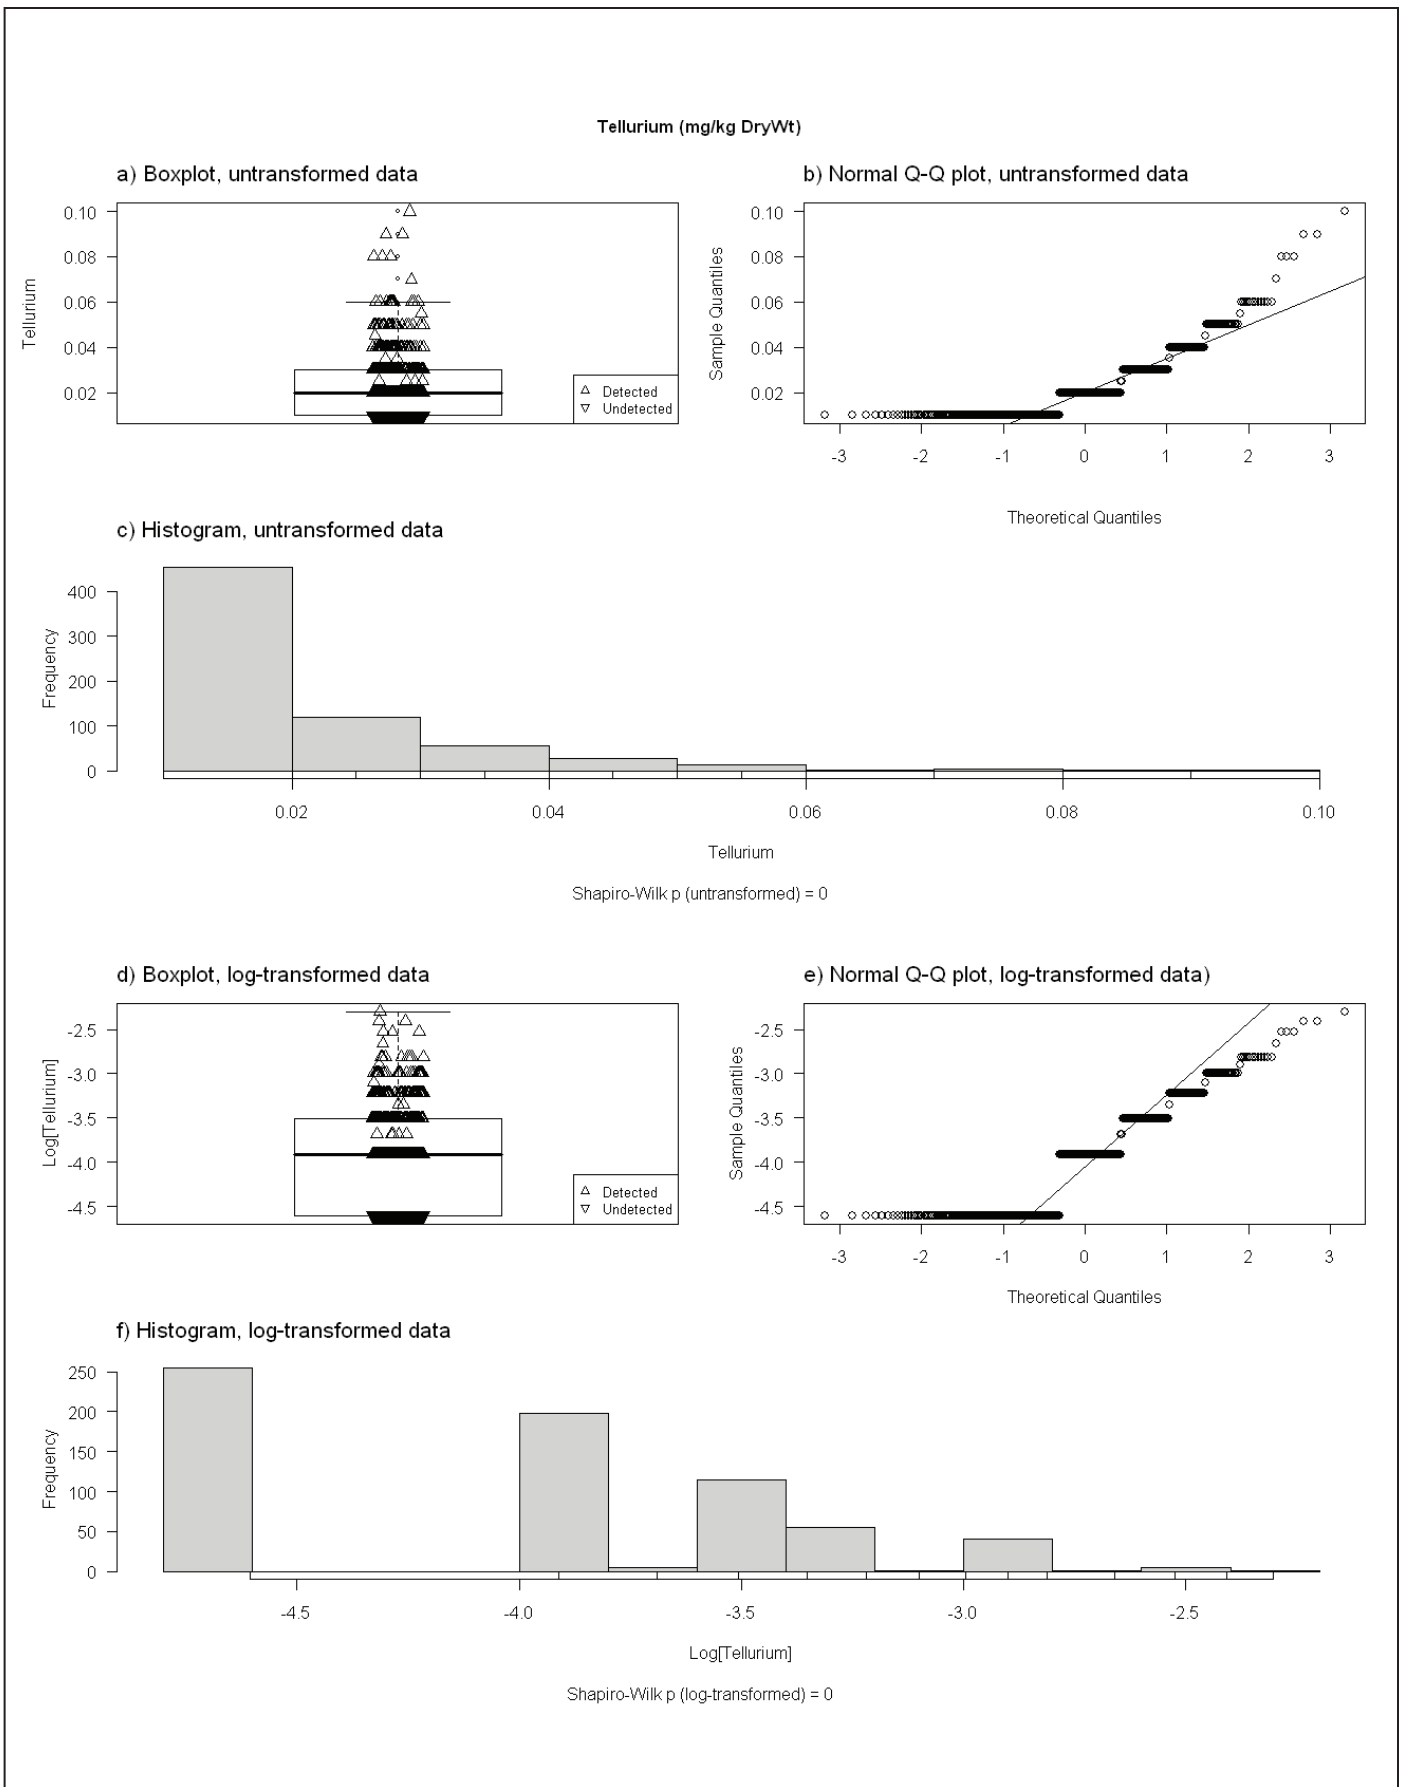 Tellurium (mg/kg DryWt)
a) Boxplot, untransformed data
0.10
0.08
0.06
0.04
0.02
Tellurium
Detected
Undetected
b) Normal Q-Q plot, untransformed data
0.10
0.08
0.06
0.04
0.02
Sample Quantiles
-3 -2 -1 0 1 2 3
Theoretical Quantiles
c) Histogram, untransformed data
400
300
200
100
0
Frequency
0.02 0.04 0.06 0.08 0.10
Tellurium
Shapiro-Wilk p (untransformed) = 0
d) Boxplot, log-transformed data
-2.5
-3.0
-3.5
-4.0
-4.5
Log[Tellurium]
Detected
Undetected
e) Normal Q-Q plot, log-transformed data)
-2.5
-3.0
-3.5
-4.0
-4.5
Sample Quantiles
-3 -2 -1 0 1 2 3
Theoretical Quantiles
f) Histogram, log-transformed data
250
200
150
100
50
0
Frequency
-4.5 -4.0 -3.5 -3.0 -2.5
Log[Tellurium]
Shapiro-Wilk p (log-transformed) = 0